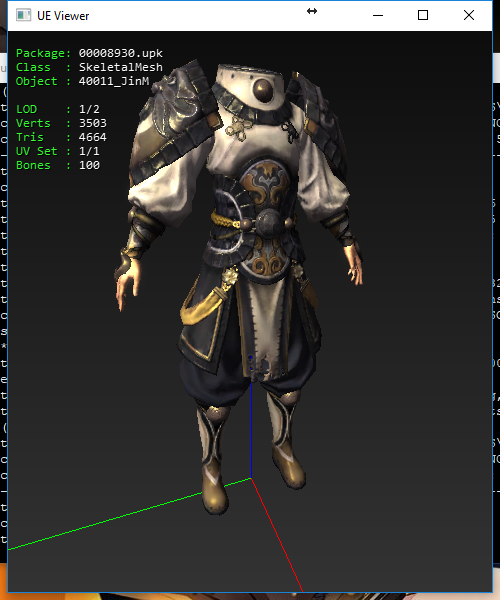 UE Viewer
Package: 00008930.upk
Class  : SkeletalMesh
Object : 40011_JinM
LOD    : 1/2
Verts  : 3503
Tris   : 4664
UV Set : 1/1
Bones  : 100